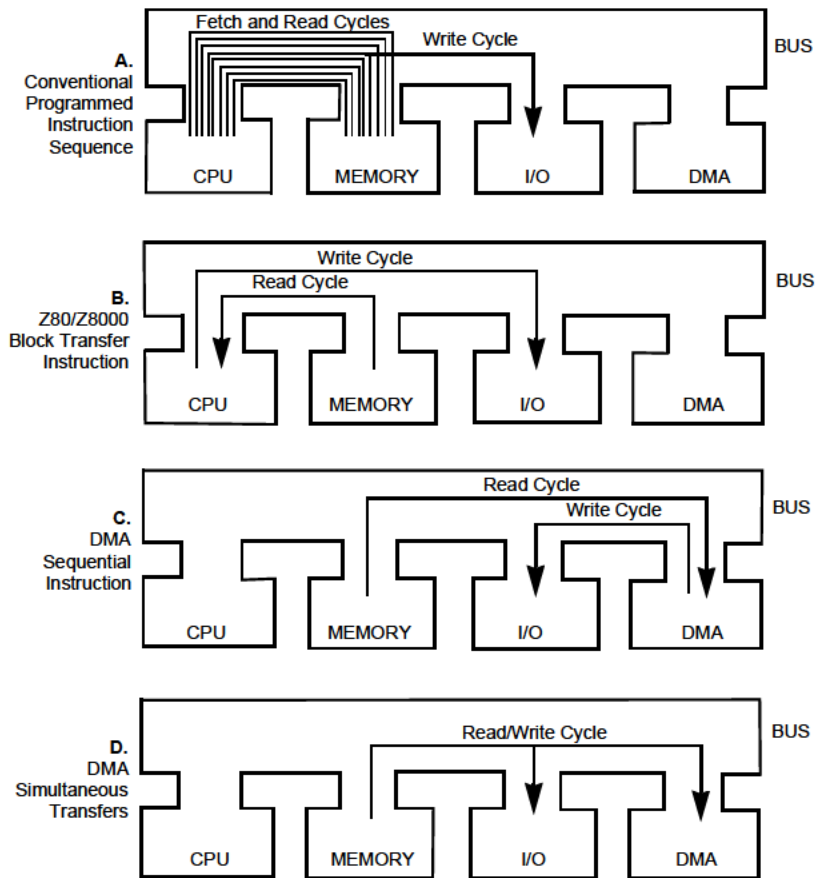 Fetch and Read Cycles
Write Cycle
BUS
A.
Conventional
Programmed
Instruction
Sequence
CPU
MEMORY
I/O
DMA
Write Cycle
Read Cycle
BUS
B.
Z80/Z8000
Block Transfer
Instruction
CPU
MEMORY
I/O
DMA
Read Cycle
Write Cycle
BUS
C.
DMA
Sequential
Instruction
CPU
MEMORY
I/O
DMA
Read/Write Cycle
BUS
D.
DMA
Simultaneous
Transfers
CPU
MEMORY
I/O
DMA